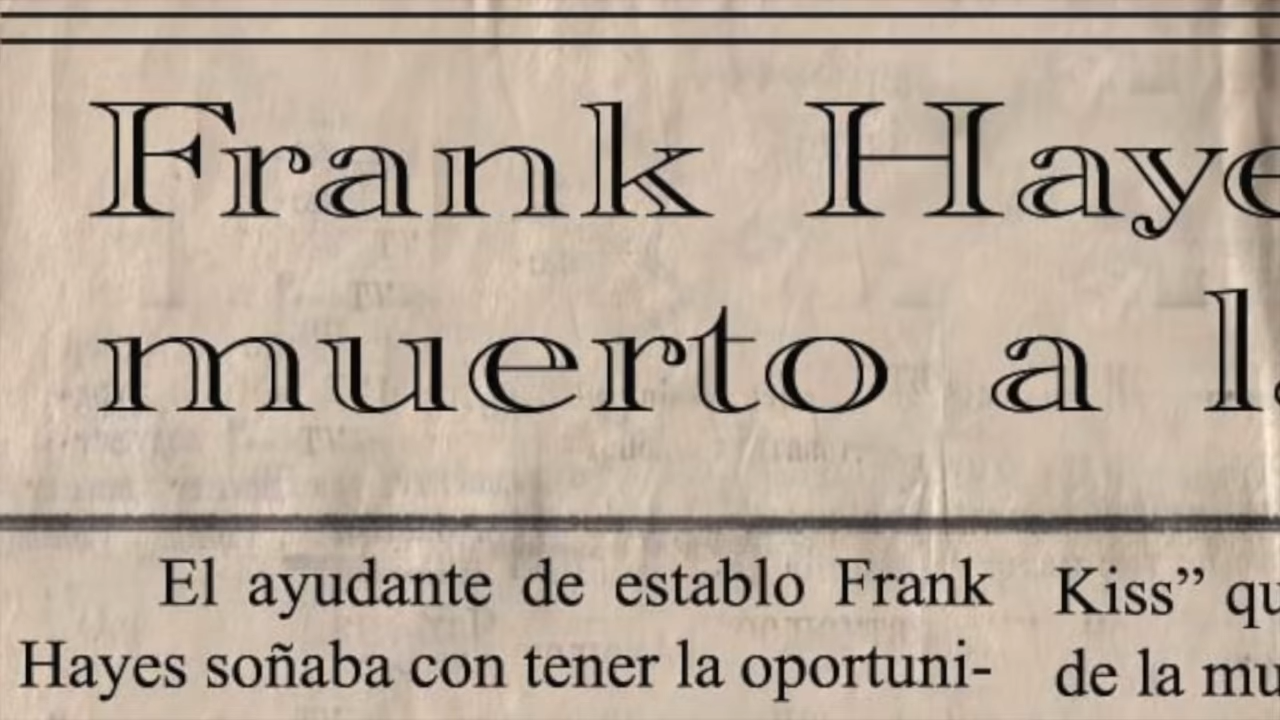 Frank Haye
muerto a la
El ayudante de establo Frank
Hayes soñaba con tener la oportuni-
Kiss” qu
de la mu